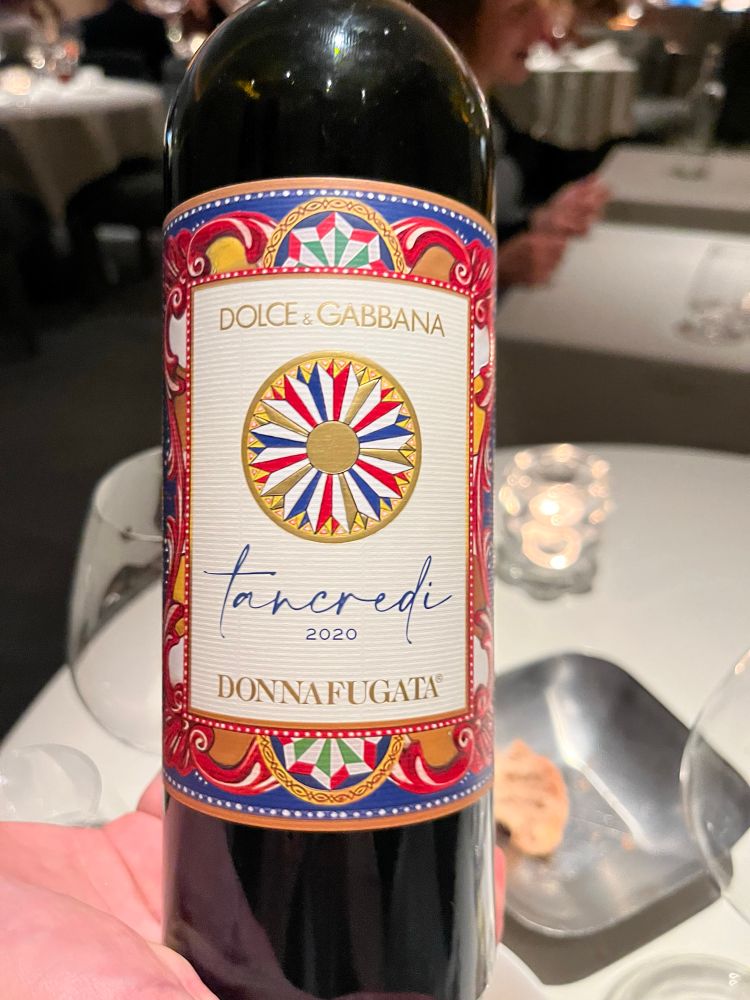 DOLCE & GABBANA
tancredi
2020
DONNAFUGATA®